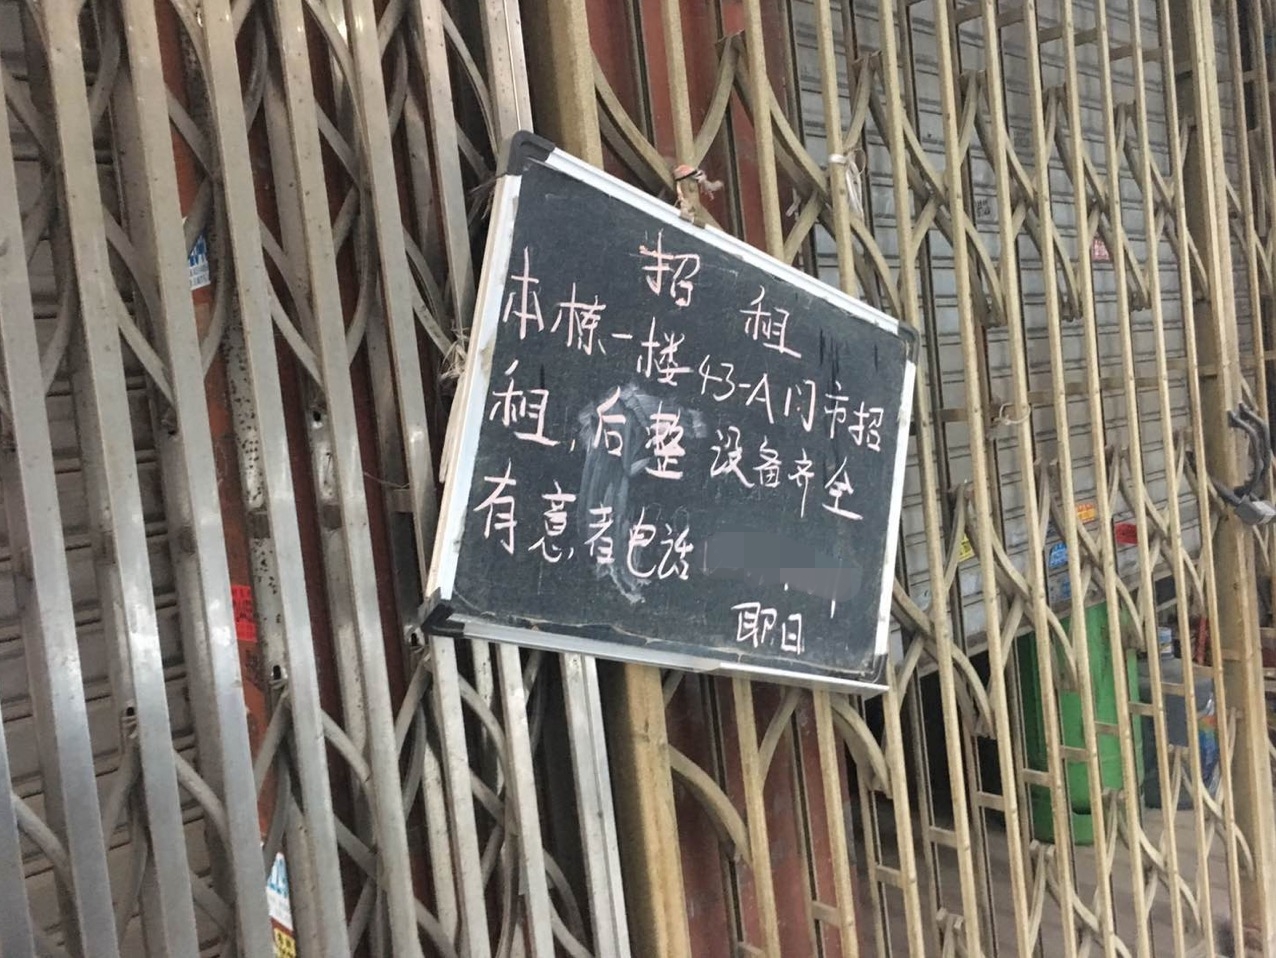 招租
本栋一楼43-A门市招
租,后整设备齐全
有意者电话
即日